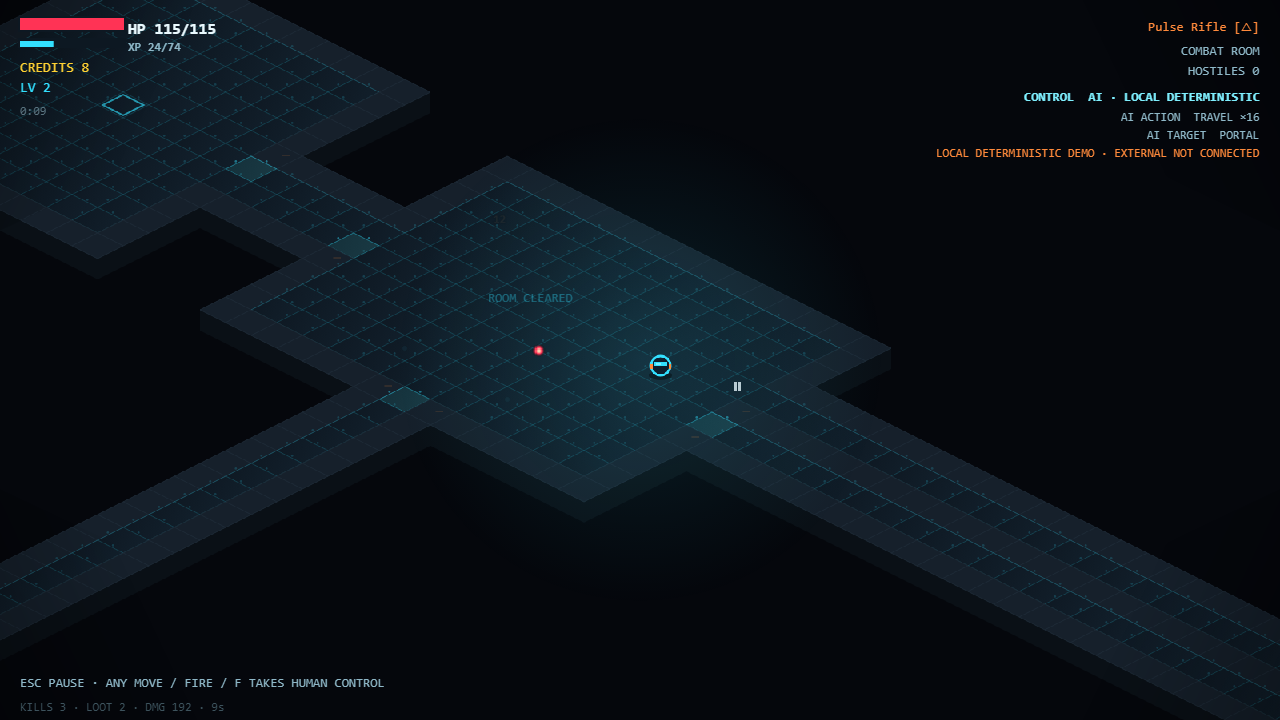 HP 115/115
XP 24/74
CREDITS 8
LV 2
0:09
Pulse Rifle [△]
COMBAT ROOM
HOSTILES 0
CONTROL AI · LOCAL DETERMINISTIC
AI ACTION TRAVEL ×16
AI TARGET PORTAL
LOCAL DETERMINISTIC DEMO · EXTERNAL NOT CONNECTED
ROOM CLEARED
ESC PAUSE · ANY MOVE / FIRE / F TAKES HUMAN CONTROL
KILLS 3 · LOOT 2 · DMG 192 · 9s